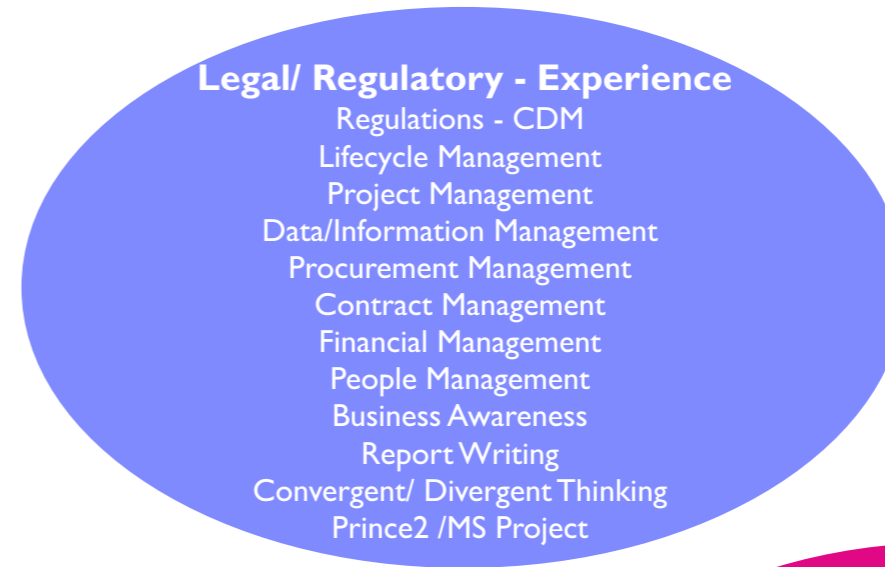 Legal/ Regulatory - Experience
Regulations - CDM
Lifecycle Management
Project Management
Data/Information Management
Procurement Management
Contract Management
Financial Management
People Management
Business Awareness
Report Writing
Convergent/ Divergent Thinking
Prince2 /MS Project